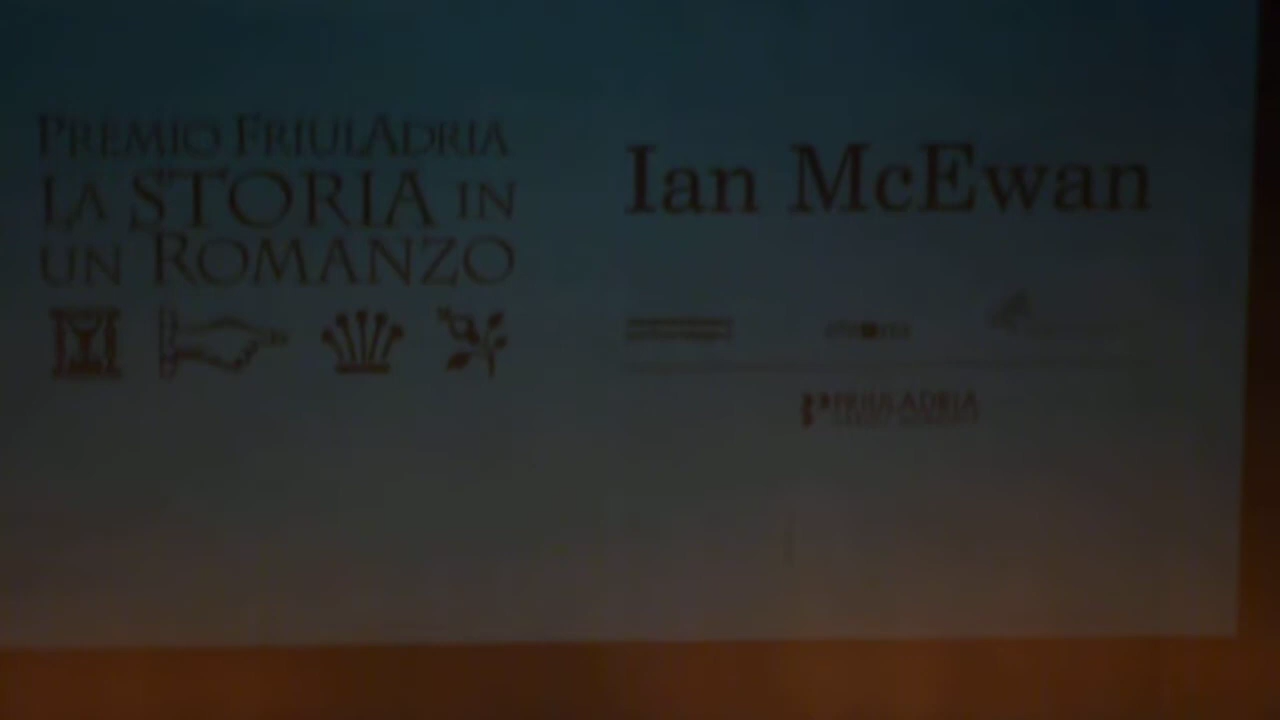 PREMIO FRIULADRIA
LA STORIA IN
UN ROMANZO
Ian McEwan
FRIULADRIA